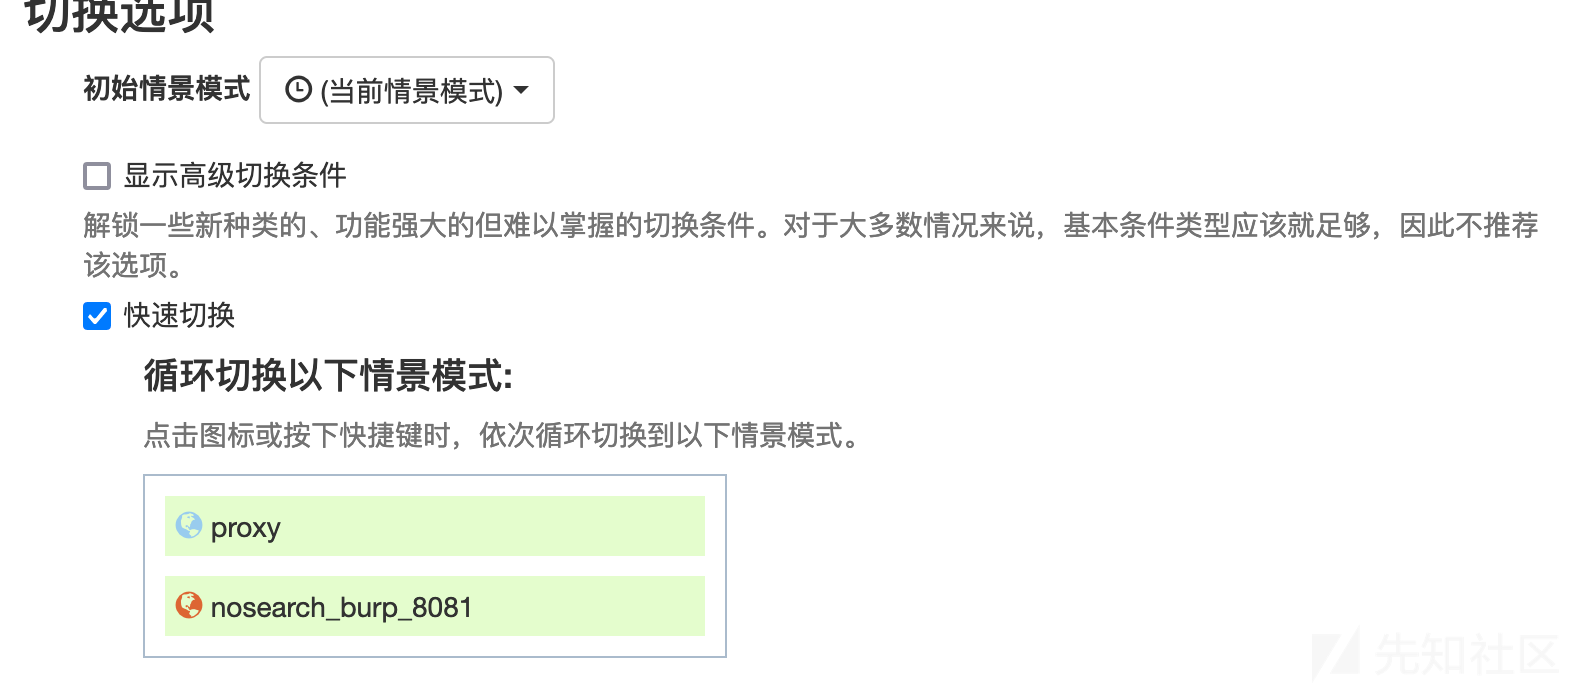 切换选项
初始情景模式 (当前情景模式)
显示高级切换条件
解锁一些新种类的、功能强大的但难以掌握的切换条件。对于大多数情况来说，基本条件类型应该就足够，因此不推荐
该选项。
快速切换
循环切换以下情景模式:
点击图标或按下快捷键时，依次循环切换到以下情景模式。
proxy
nosearch_burp_8081
先知社区